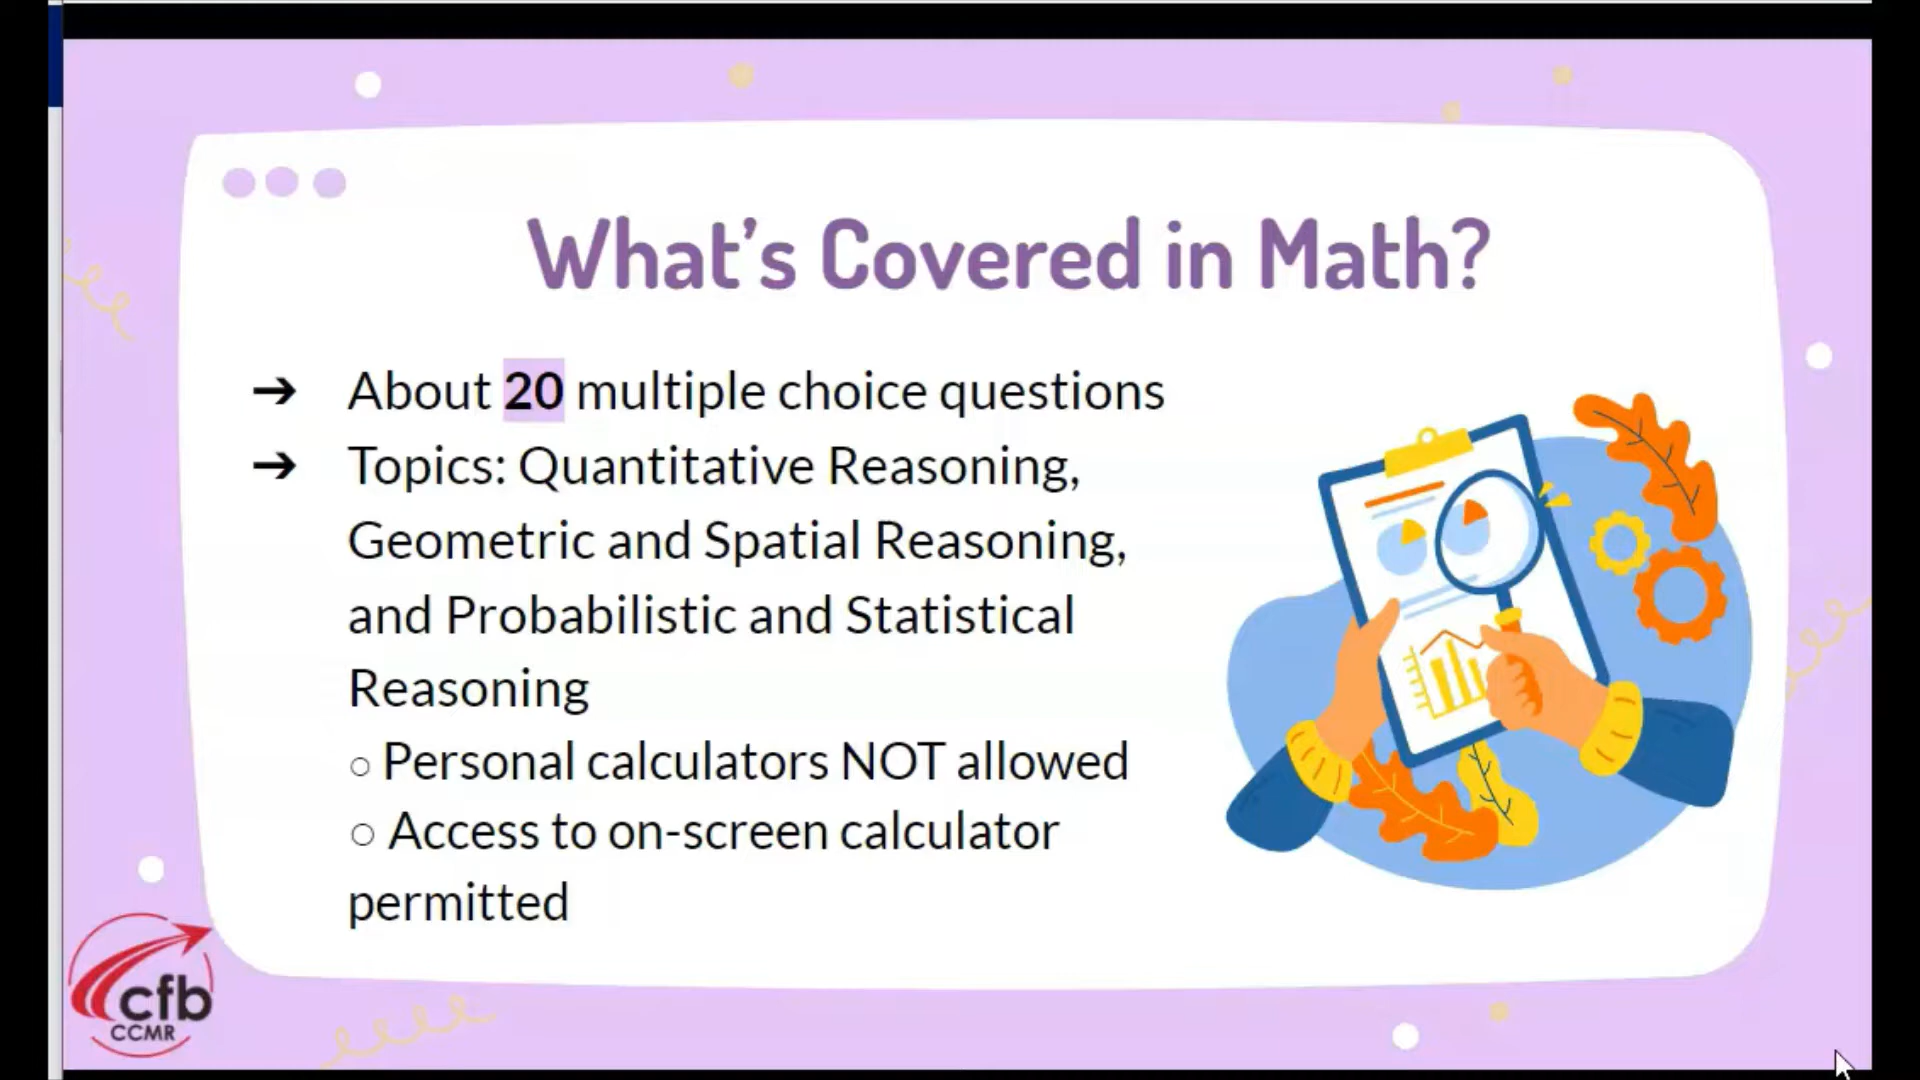 What's Covered in Math?
➔ About 20 multiple choice questions
➔ Topics: Quantitative Reasoning,
Geometric and Spatial Reasoning,
and Probabilistic and Statistical
Reasoning
○ Personal calculators NOT allowed
○ Access to on-screen calculator
permitted
cfb
CCMR